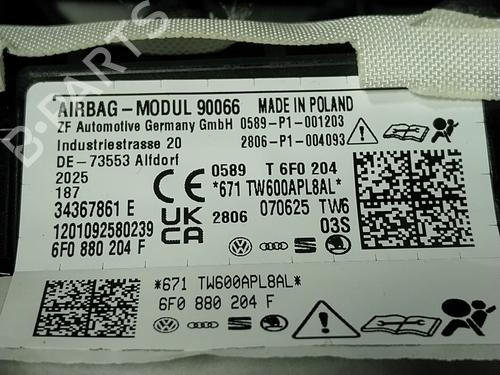 AIRBAG-MODUL 90066 MADE IN POLAND
ZF Automotive Germany GmbH 0589-P1-001203
Industriestrasse 20 2806-P1-004093
DE-73553 Alfdorf
2025 0589 T 6F0 204
187 *671 TW600APL8AL*
34367861 E 2806 070625 TW6
1201092580239 03S
6F0 880 204 F
CE
UK
CA
*671 TW600APL8AL*
6F0 880 204 F
B-PARTS